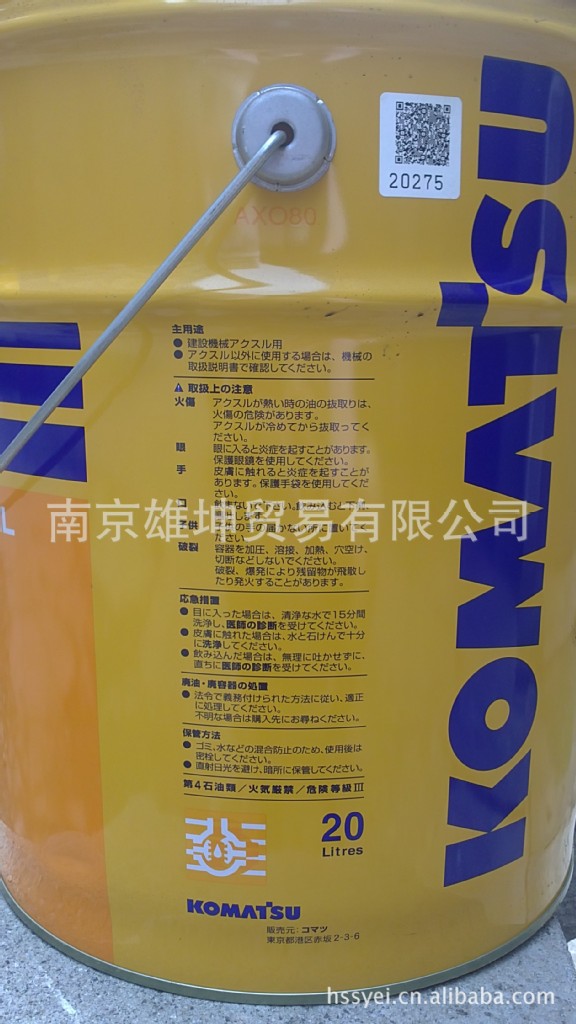 20275
AXO80
KOMATSU
主用途
● 建設機械アクスル用
● アクスル以外に使用する場合は、機械の
取扱説明書で確認してください。
取扱上の注意
火傷 アクスルが熱い時の油の抜取りは、
火傷の危険があります。
アクスルが冷めてから抜取ってく
ださい。
眼 眼に入ると炎症を起すことがあります。
保護眼鏡を使用してください。
手 皮膚に触れると炎症を起すことが
あります。保護手袋を使用してくだ
さい。
南京雄坤贸易有限公司
子供
破裂 容器を加圧、溶接、加熱、穴空け、
切断などしないでください。
破裂、爆発により残留物が飛散し
たり発火することがあります。
応急措置
● 目に入った場合は、清浄な水で15分間
洗浄し、医師の診断を受けてください。
● 皮膚に触れた場合は、水と石けんで十分
に洗浄してください。
● 飲み込んだ場合は、無理に吐かせずに、
直ちに医師の診断を受けてください。
廃油・廃容器の処置
● 法令で義務付けられた方法に従い、適正
に処理してください。
不明な場合は購入先にお尋ねください。
保管方法
● ゴミ、水などの混合防止のため、使用後は
密栓してください。
● 直射日光を避け、暗所に保管してください。
第4石油類/火気厳禁/危険等級III
20
Litres
KOMATSU
販売元: コマツ
東京都港区赤坂2-3-6
hssyei.cn.alibaba.com